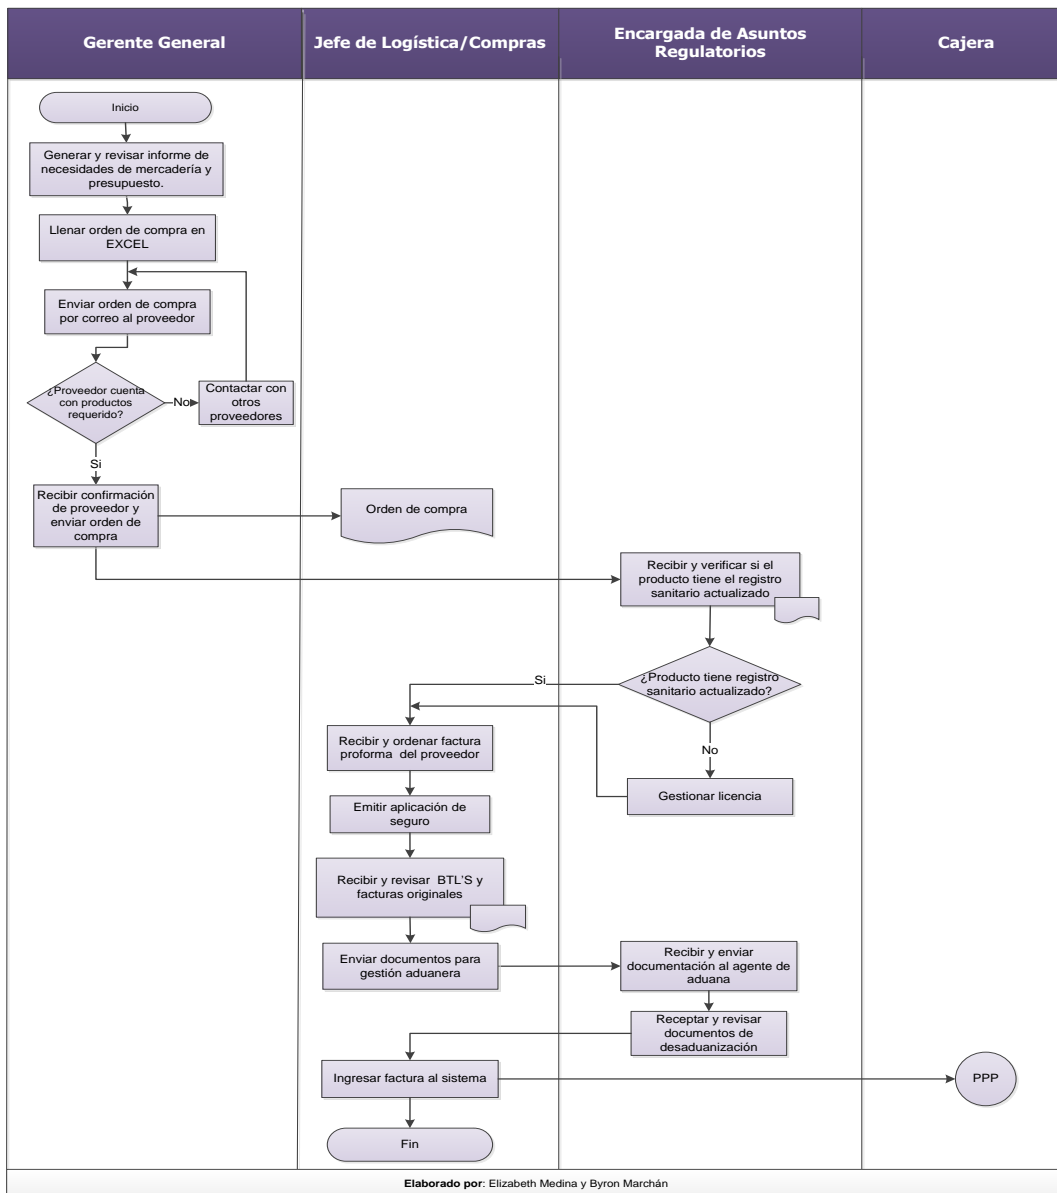 Gerente General
Jefe de Logística/Compras
Encargada de Asuntos
Regulatorios
Cajera
Inicio
Generar y revisar informe de
necesidades de mercadería y
presupuesto.
Llenar orden de compra en
EXCEL
Enviar orden de compra
por correo al proveedor
¿Proveedor cuenta
con productos
requerido?
No
Contactar con
otros
proveedores
Si
Recibir confirmación
de proveedor y
enviar orden de
compra
Orden de compra
Recibir y verificar si el
producto tiene el registro
sanitario actualizado
¿Producto tiene registro
sanitario actualizado?
Si
No
Gestionar licencia
Recibir y ordenar factura
proforma  del proveedor
Emitir aplicación de
seguro
Recibir y revisar  BTL'S y
facturas originales
Enviar documentos para
gestión aduanera
Recibir y enviar
documentación al agente de
aduana
Receptar y revisar
documentos de
desaduanización
Ingresar factura al sistema
PPP
Fin
Elaborado por: Elizabeth Medina y Byron Marchán